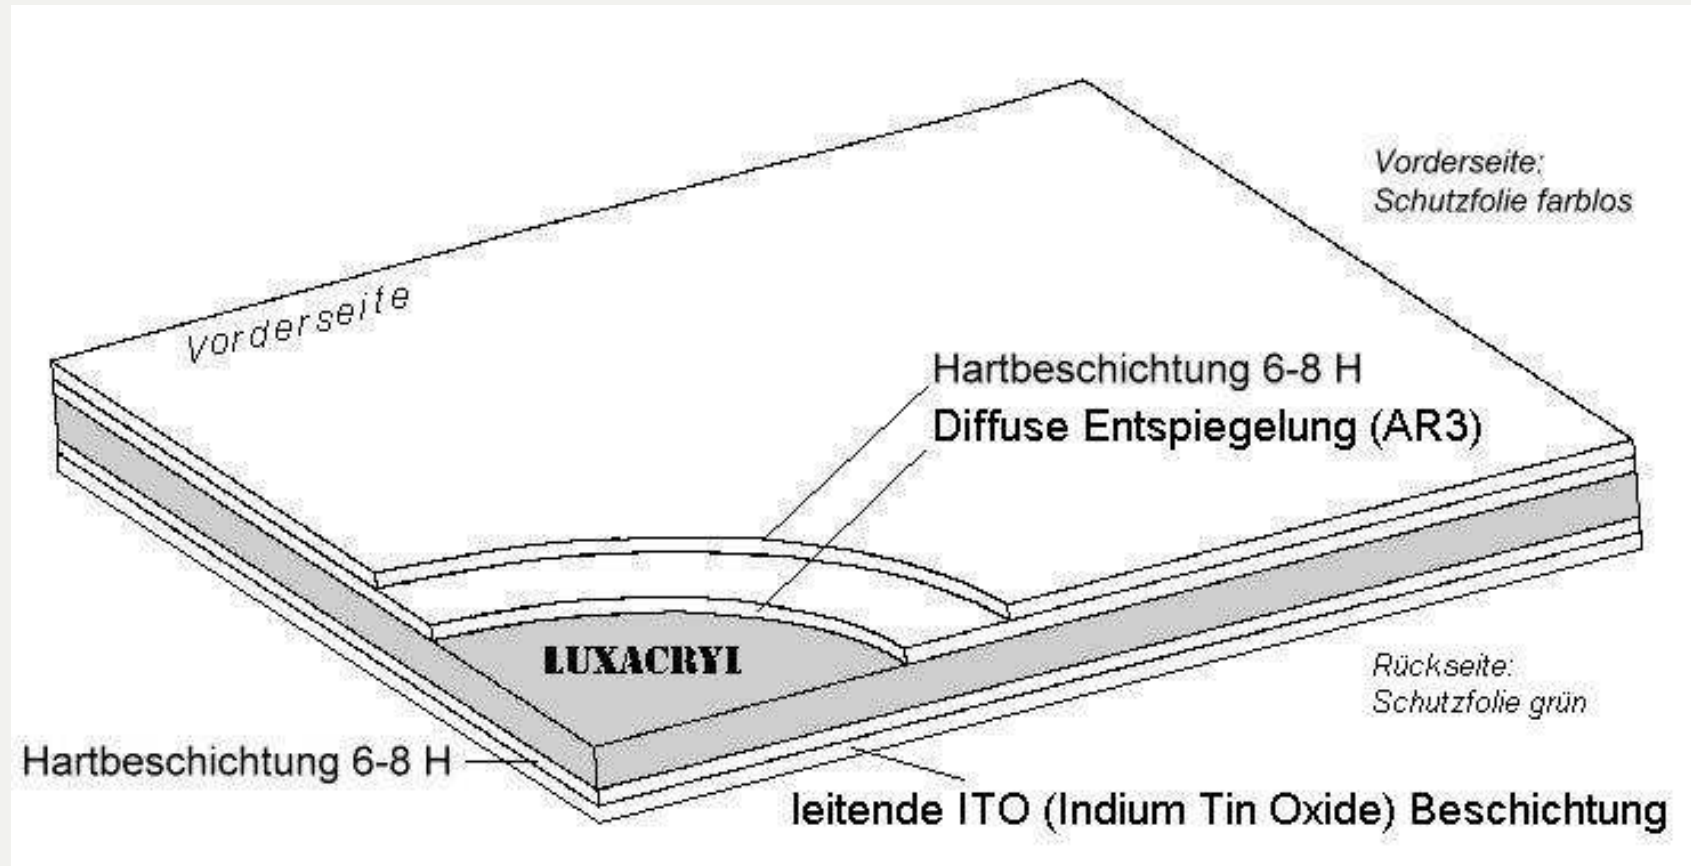 Vorderseite:
Schutzfolie farblos
Vorderseite
Hartbeschichtung 6-8 H
Diffuse Entspiegelung (AR3)
LUXACRYL
Rückseite:
Schutzfolie grün
Hartbeschichtung 6-8 H
leitende ITO (Indium Tin Oxide) Beschichtung